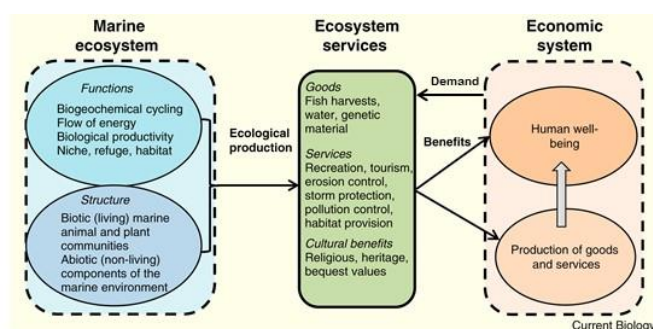 Marine
ecosystem
Functions
Biogeochemical cycling
Flow of energy
Biological productivity
Niche, refuge, habitat
Structure
Biotic (living) marine
animal and plant
communities
Abiotic (non-living)
components of the
marine environment
Ecological
production
Ecosystem
services
Goods
Fish harvests,
water, genetic
material
Services
Recreation, tourism,
erosion control,
storm protection,
pollution control,
habitat provision
Cultural benefits
Religious, heritage,
bequest values
Demand
Benefits
Economic
system
Human well-
being
Production of goods
and services
Current Biology